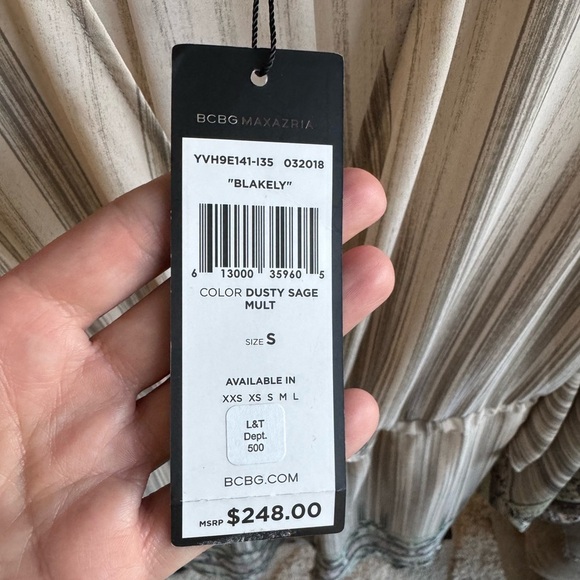 BCBGMAXAZRIA
YVH9E141-I35 032018
"BLAKELY"
6 13000 35960 5
COLOR DUSTY SAGE
MULT
SIZE S
AVAILABLE IN
XXS XS S M L
L&T
Dept.
500
BCBG.COM
MSRP $248.00